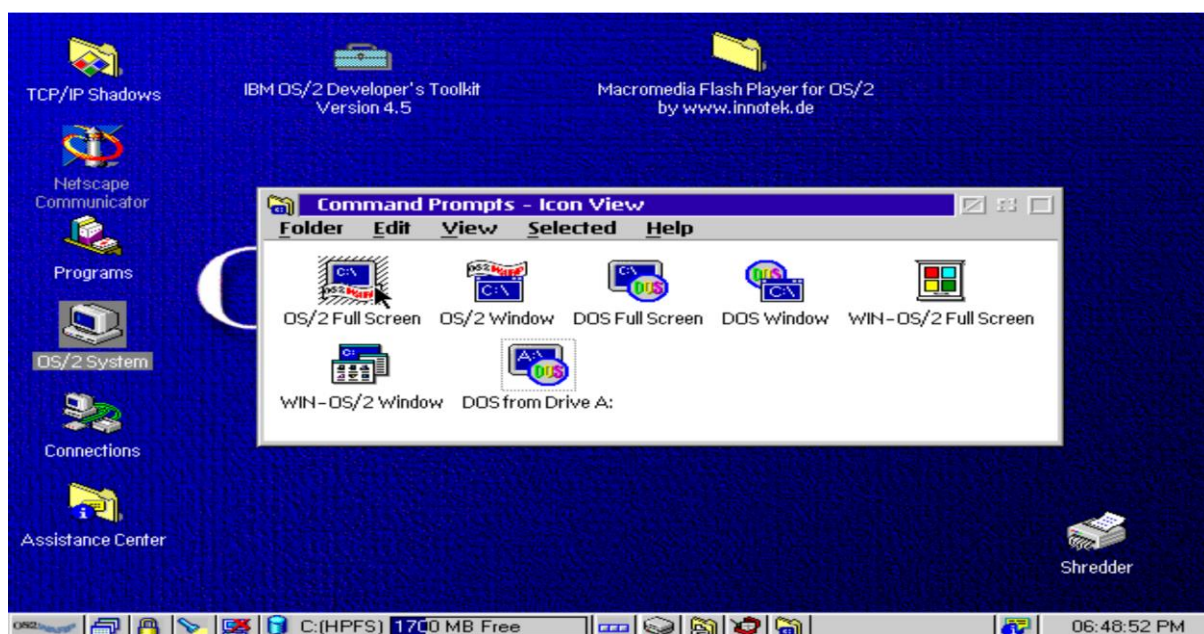 TCP/IP Shadows
IBM OS/2 Developer's Toolkit
Version 4.5
Macromedia Flash Player for OS/2
by www.innotek.de
Netscape
Communicator
Programs
OS/2 System
Connections
Assistance Center
Command Prompts - Icon View
Folder Edit View Selected Help
OS/2 Full Screen OS/2 Window DOS Full Screen DOS Window WIN-OS/2 Full Screen
WIN-OS/2 Window DOS from Drive A:
Shredder
C:(HPFS) 1700 MB Free
06:48:52 PM